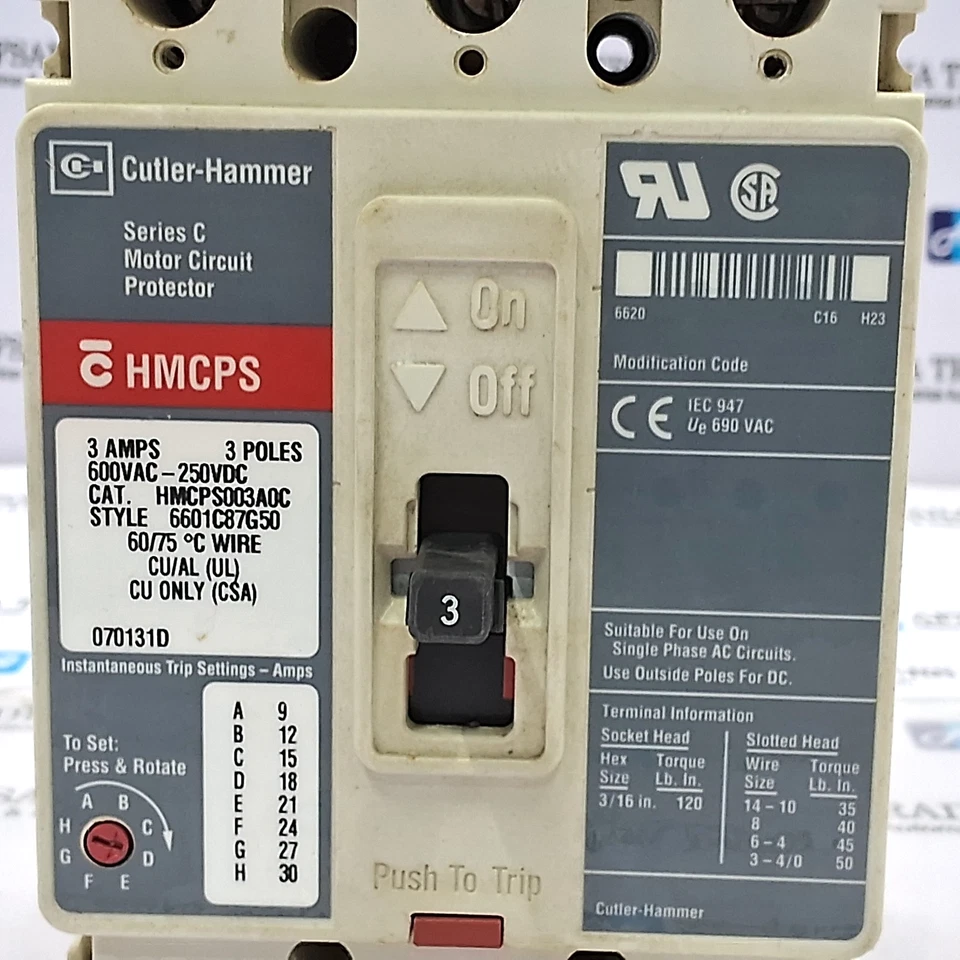 Cutler-Hammer
Series C
Motor Circuit
Protector
HMCPS
3 AMPS 3 POLES
600VAC-250VDC
CAT. HMCPS003A0C
STYLE 6601C87G50
60/75 °C WIRE
CU/AL (UL)
CU ONLY (CSA)
070131D
Instantaneous Trip Settings - Amps
A 9
B 12
C 15
D 18
E 21
F 24
G 27
H 30
To Set:
Press & Rotate
A B
H C
G D
F E
On
Off
3
Push To Trip
6620 C16 H23
Modification Code
CE IEC 947
Ue 690 VAC
Suitable For Use On
Single Phase AC Circuits.
Use Outside Poles For DC.
Terminal Information
Socket Head
Hex Torque
Size Lb. In.
3/16 in. 120
Slotted Head
Wire Torque
Size Lb. In.
14 - 10 35
8 40
6 - 4 45
3 - 4/0 50
Cutler-Hammer